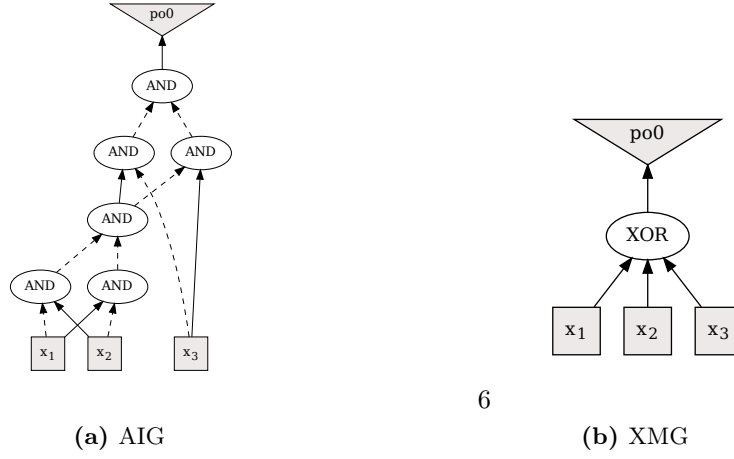 po0
AND
AND AND
AND
AND AND
x1 x2 x3
(a) AIG
po0
XOR
x1 x2 x3
6
(b) XMG